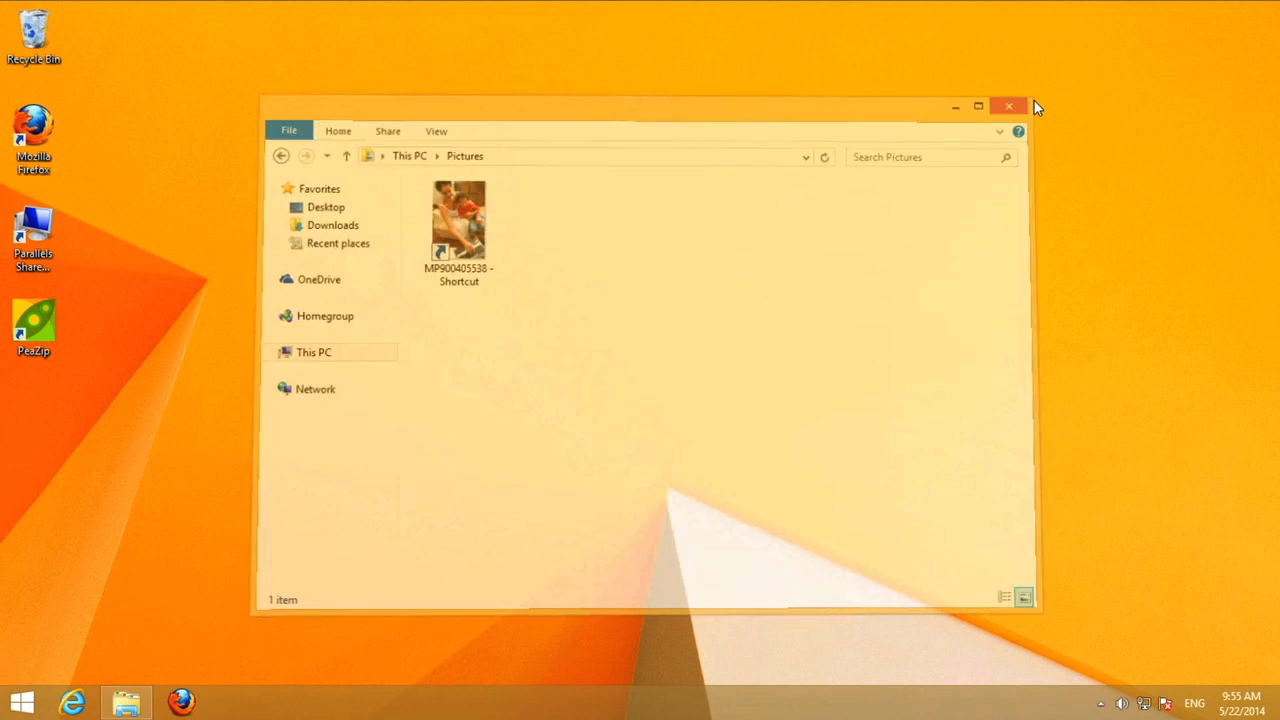 Recycle Bin
Mozilla
Firefox
Parallels
Share...
PeaZip
File Home Share View
This PC Pictures
Search Pictures
Favorites
Desktop
Downloads
Recent places
OneDrive
Homegroup
This PC
Network
MP900405538 -
Shortcut
1 item
ENG
9:55 AM
5/22/2014